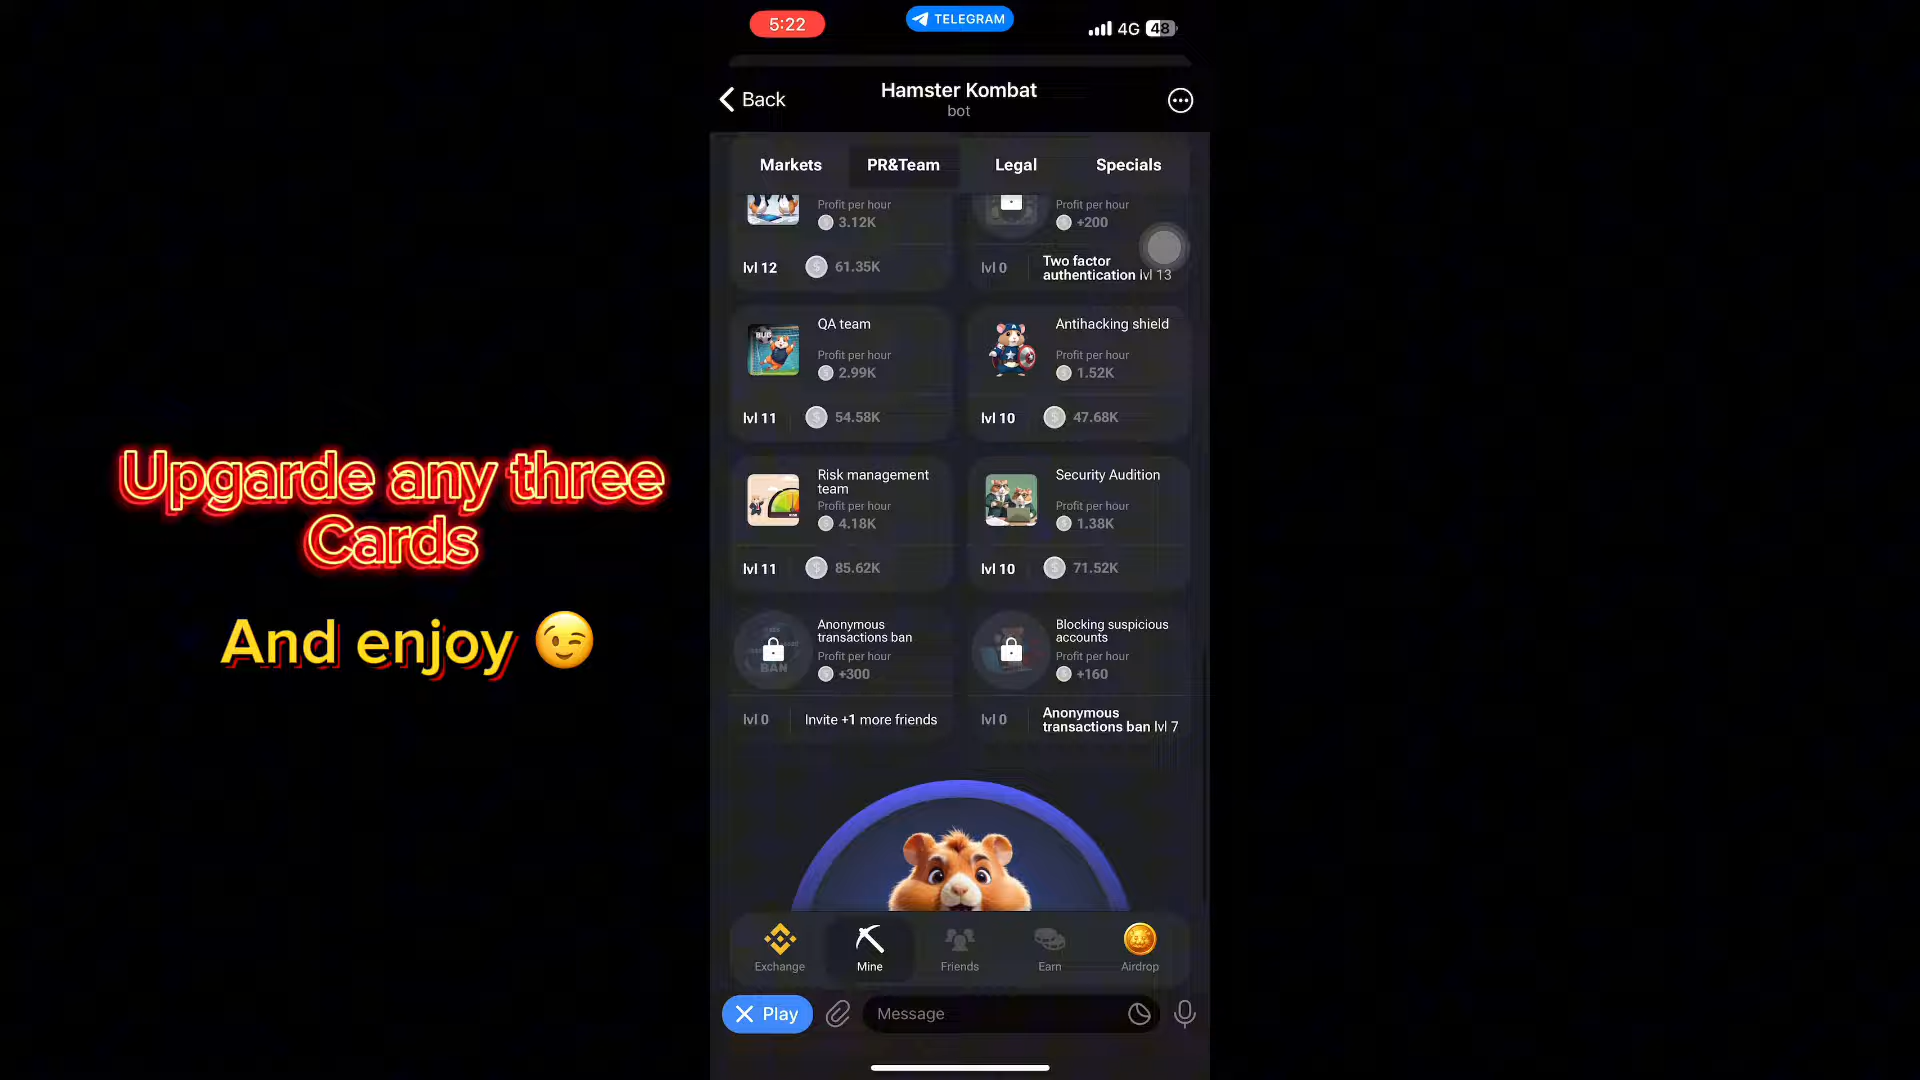 5:22
TELEGRAM
4G
48
Back
Hamster Kombat
bot
Markets
PR&Team
Legal
Specials
Profit per hour
3.12K
Profit per hour
+200
lvl 12
61.35K
lvl 0
Two factor
authentication lvl 13
QA team
Profit per hour
2.99K
lvl 11
54.58K
Antihacking shield
Profit per hour
1.52K
lvl 10
47.68K
Risk management
team
Profit per hour
4.18K
lvl 11
85.62K
Security Audition
Profit per hour
1.38K
lvl 10
71.52K
Anonymous
transactions ban
Profit per hour
+300
BAN
lvl 0
Invite +1 more friends
Blocking suspicious
accounts
Profit per hour
+160
lvl 0
Anonymous
transactions ban lvl 7
Upgarde any three
Cards
And enjoy 😉
Exchange
Mine
Friends
Earn
Airdrop
Play
Message